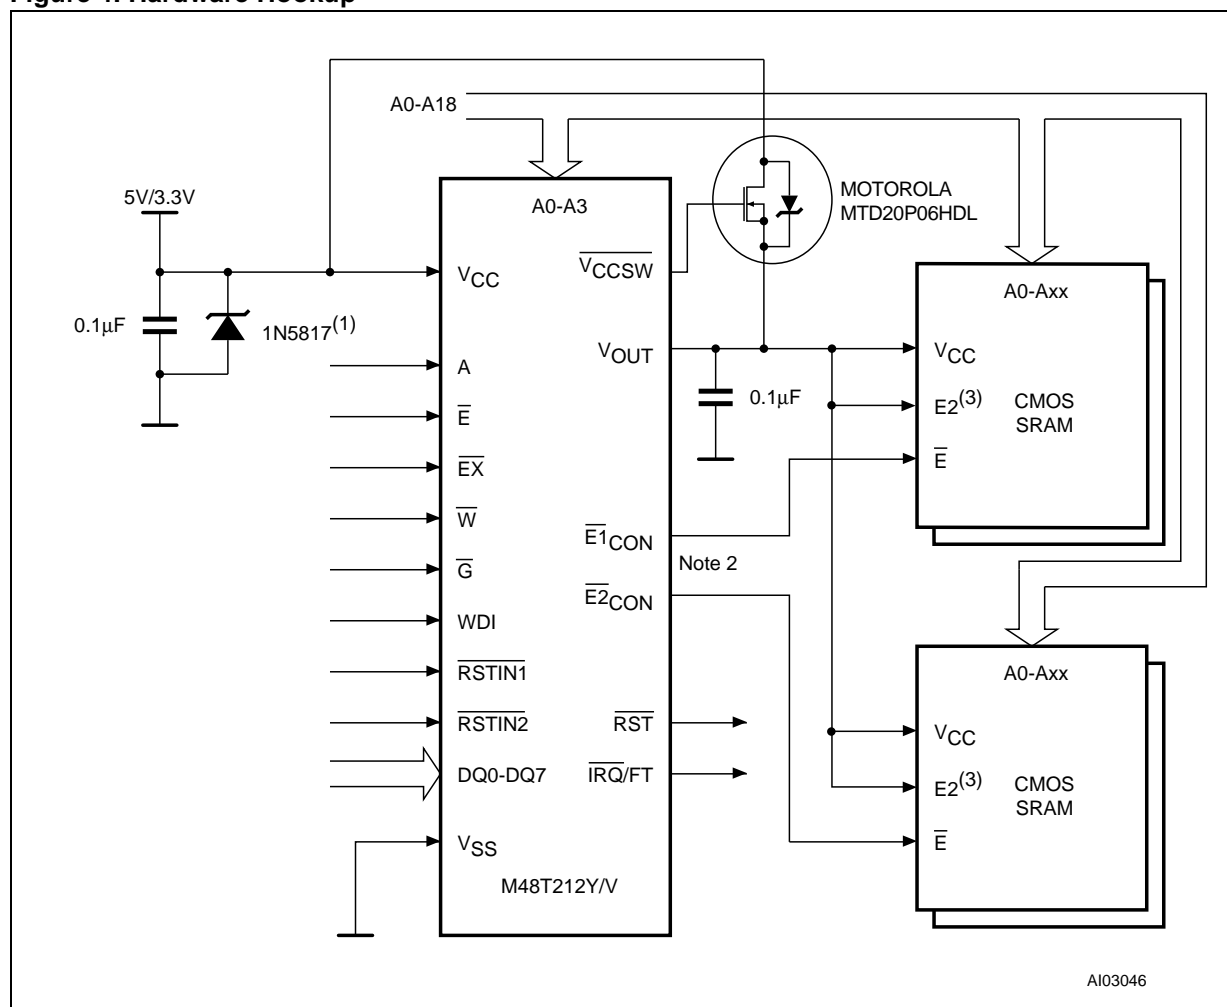 Figure 4. Hardware Hookup
A0-A18
5V/3.3V
A0-A3
MOTOROLA
MTD20P06HDL
VCC
VCCSW
A0-Axx
0.1µF
1N5817(1)
VOUT
VCC
A
0.1µF
E2(3)
CMOS
SRAM
E
E
EX
W
E1CON
Note 2
G
E2CON
WDI
RSTIN1
A0-Axx
RSTIN2
RST
VCC
DQ0-DQ7
IRQ/FT
E2(3)
CMOS
SRAM
E
VSS
M48T212Y/V
AI03046